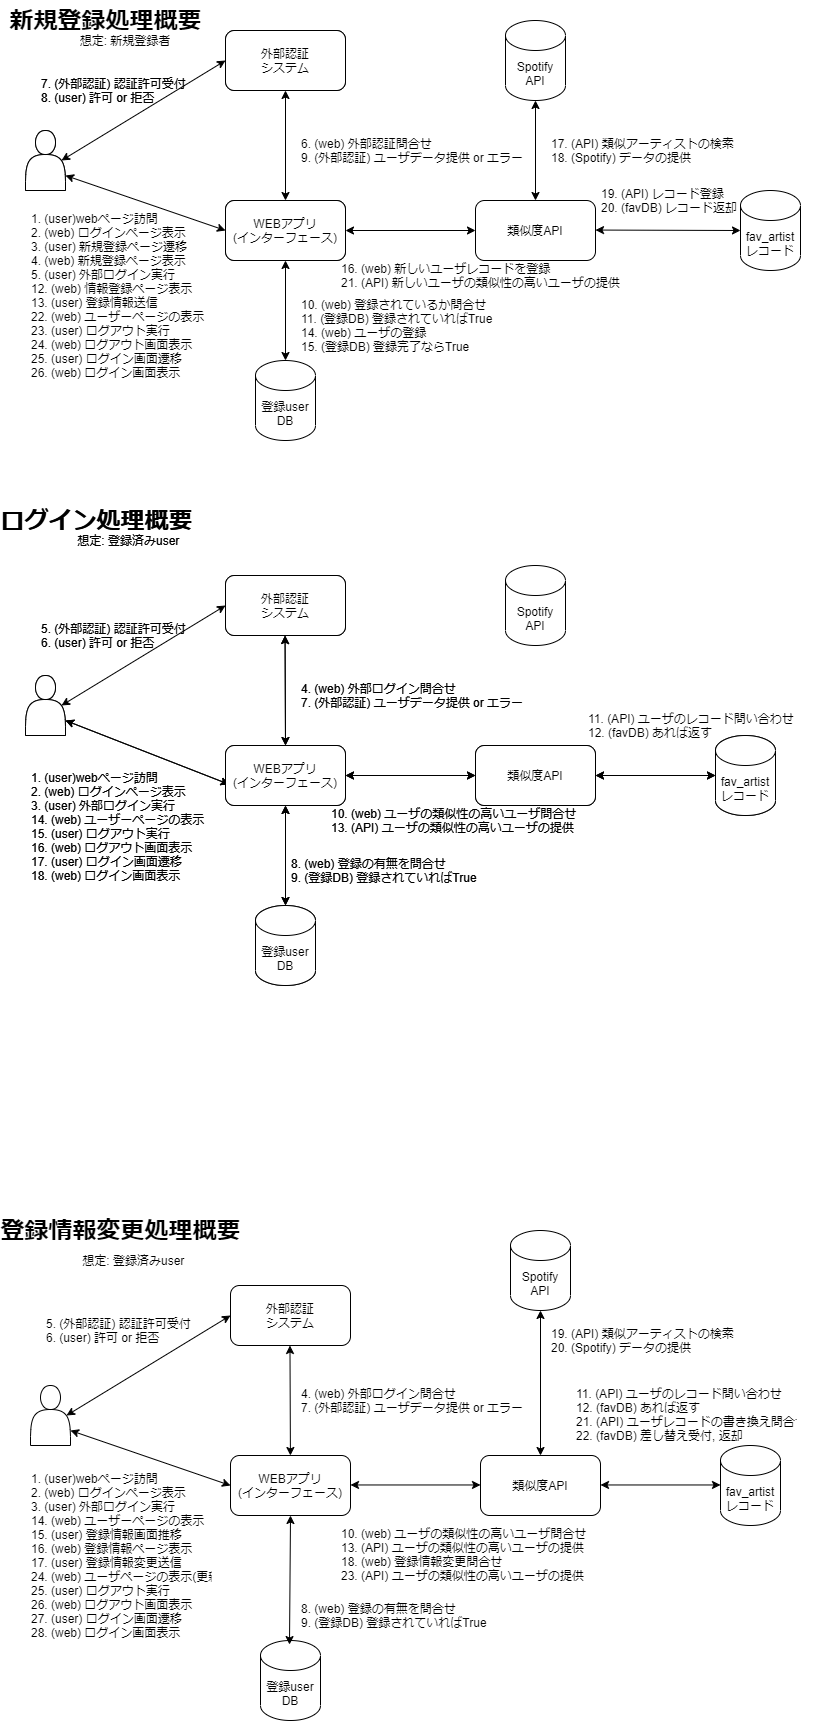 新規登録処理概要
想定: 新規登録者
外部認証
システム
Spotify
API
7. (外部認証) 認証許可受付
8. (user) 許可 or 拒否
6. (web) 外部認証問合せ
9. (外部認証) ユーザデータ提供 or エラー
17. (API) 類似アーティストの検索
18. (Spotify) データの提供
19. (API) レコード登録
20. (favDB) レコード返却
WEBアプリ
(インターフェース)
類似度API
fav_artist
レコード
1. (user)webページ訪問
2. (web) ログインページ表示
3. (user) 新規登録ページ遷移
4. (web) 新規登録ページ表示
5. (user) 外部ログイン実行
12. (web) 情報登録ページ表示
13. (user) 登録情報送信
22. (web) ユーザーページの表示
23. (user) ログアウト実行
24. (web) ログアウト画面表示
25. (user) ログイン画面遷移
26. (web) ログイン画面表示
16. (web) 新しいユーザレコードを登録
21. (API) 新しいユーザの類似性の高いユーザの提供
10. (web) 登録されているか問合せ
11. (登録DB) 登録されていればTrue
14. (web) ユーザの登録
15. (登録DB) 登録完了ならTrue
登録user
DB
ログイン処理概要
想定: 登録済みuser
外部認証
システム
Spotify
API
5. (外部認証) 認証許可受付
6. (user) 許可 or 拒否
4. (web) 外部ログイン問合せ
7. (外部認証) ユーザデータ提供 or エラー
11. (API) ユーザのレコード問い合わせ
12. (favDB) あれば返す
WEBアプリ
(インターフェース)
類似度API
fav_artist
レコード
1. (user)webページ訪問
2. (web) ログインページ表示
3. (user) 外部ログイン実行
14. (web) ユーザーページの表示
15. (user) ログアウト実行
16. (web) ログアウト画面表示
17. (user) ログイン画面遷移
18. (web) ログイン画面表示
10. (web) ユーザの類似性の高いユーザ問合せ
13. (API) ユーザの類似性の高いユーザの提供
8. (web) 登録の有無を問合せ
9. (登録DB) 登録されていればTrue
登録user
DB
登録情報変更処理概要
想定: 登録済みuser
外部認証
システム
Spotify
API
5. (外部認証) 認証許可受付
6. (user) 許可 or 拒否
4. (web) 外部ログイン問合せ
7. (外部認証) ユーザデータ提供 or エラー
19. (API) 類似アーティストの検索
20. (Spotify) データの提供
11. (API) ユーザのレコード問い合わせ
12. (favDB) あれば返す
21. (API) ユーザレコードの書き換え問合
22. (favDB) 差し替え受付, 返却
WEBアプリ
(インターフェース)
類似度API
fav_artist
レコード
1. (user)webページ訪問
2. (web) ログインページ表示
3. (user) 外部ログイン実行
14. (web) ユーザーページの表示
15. (user) 登録情報画面推移
16. (web) 登録情報ページ表示
17. (user) 登録情報変更送信
24. (web) ユーザページの表示(更
25. (user) ログアウト実行
26. (web) ログアウト画面表示
27. (user) ログイン画面遷移
28. (web) ログイン画面表示
10. (web) ユーザの類似性の高いユーザ問合せ
13. (API) ユーザの類似性の高いユーザの提供
18. (web) 登録情報変更問合せ
23. (API) ユーザの類似性の高いユーザの提供
8. (web) 登録の有無を問合せ
9. (登録DB) 登録されていればTrue
登録user
DB